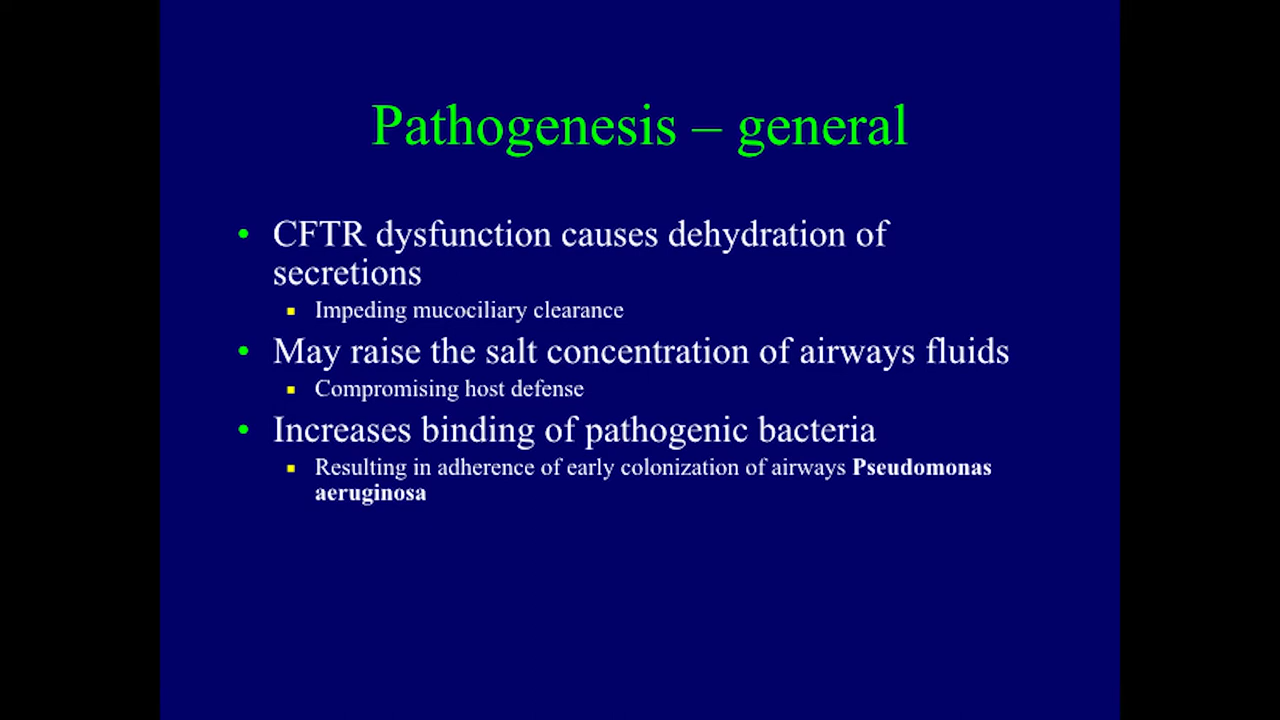 Pathogenesis – general
• CFTR dysfunction causes dehydration of
secretions
▪ Impeding mucociliary clearance
• May raise the salt concentration of airways fluids
▪ Compromising host defense
• Increases binding of pathogenic bacteria
▪ Resulting in adherence of early colonization of airways Pseudomonas
aeruginosa